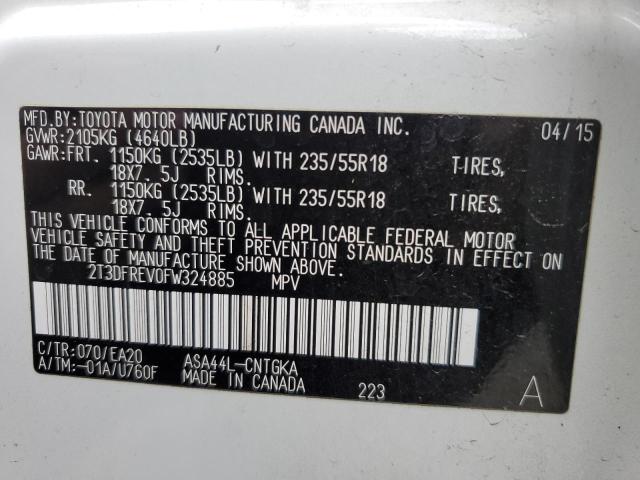 MFD.BY:TOYOTA MOTOR MANUFACTURING CANADA INC. 04/15
GVWR:2105KG (4640LB)
GAWR:FRT. 1150KG (2535LB) WITH 235/55R18 TIRES,
18X7. 5J RIMS.
RR. 1150KG (2535LB) WITH 235/55R18 TIRES,
18X7. 5J RIMS.
THIS VEHICLE CONFORMS TO ALL APPLICABLE FEDERAL MOTOR
VEHICLE SAFETY AND THEFT PREVENTION STANDARDS IN EFFECT ON
THE DATE OF MANUFACTURE SHOWN ABOVE.
2T3DFREV0FW324885 MPV
C/TR:070/EA20 ASA44L-CNTGKA
A/TM:-01A/U760F MADE IN CANADA 223 A